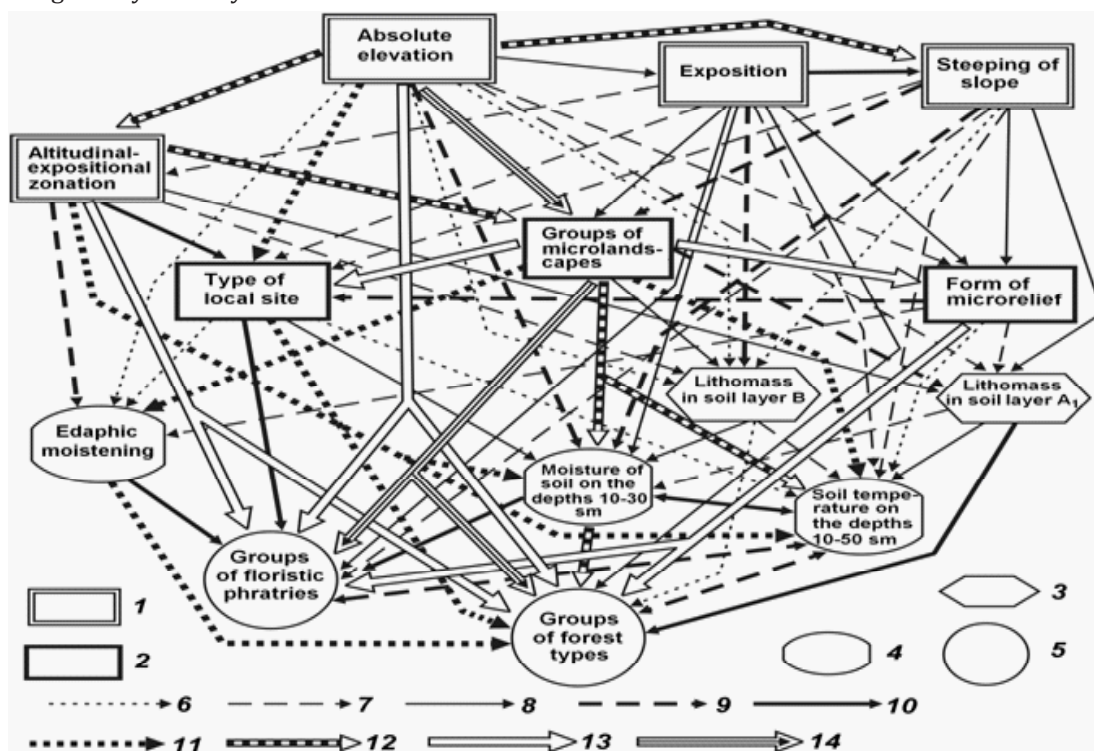 Absolute
elevation
Exposition
Steeping of
slope
Altitudinal-
expositional
zonation
Groups of
microlands-
capes
Type of
local site
Form of
microrelief
Lithomass
in soil layer B
Lithomass
in soil layer A1
Edaphic
moistening
Moisture of
soil on the
depths 10-30
sm
Soil tempe-
rature on
the depths
10-50 sm
Groups
of floristic
phratries
Groups
of forest
types
1
2
3
4
5
6
7
8
9
10
11
12
13
14